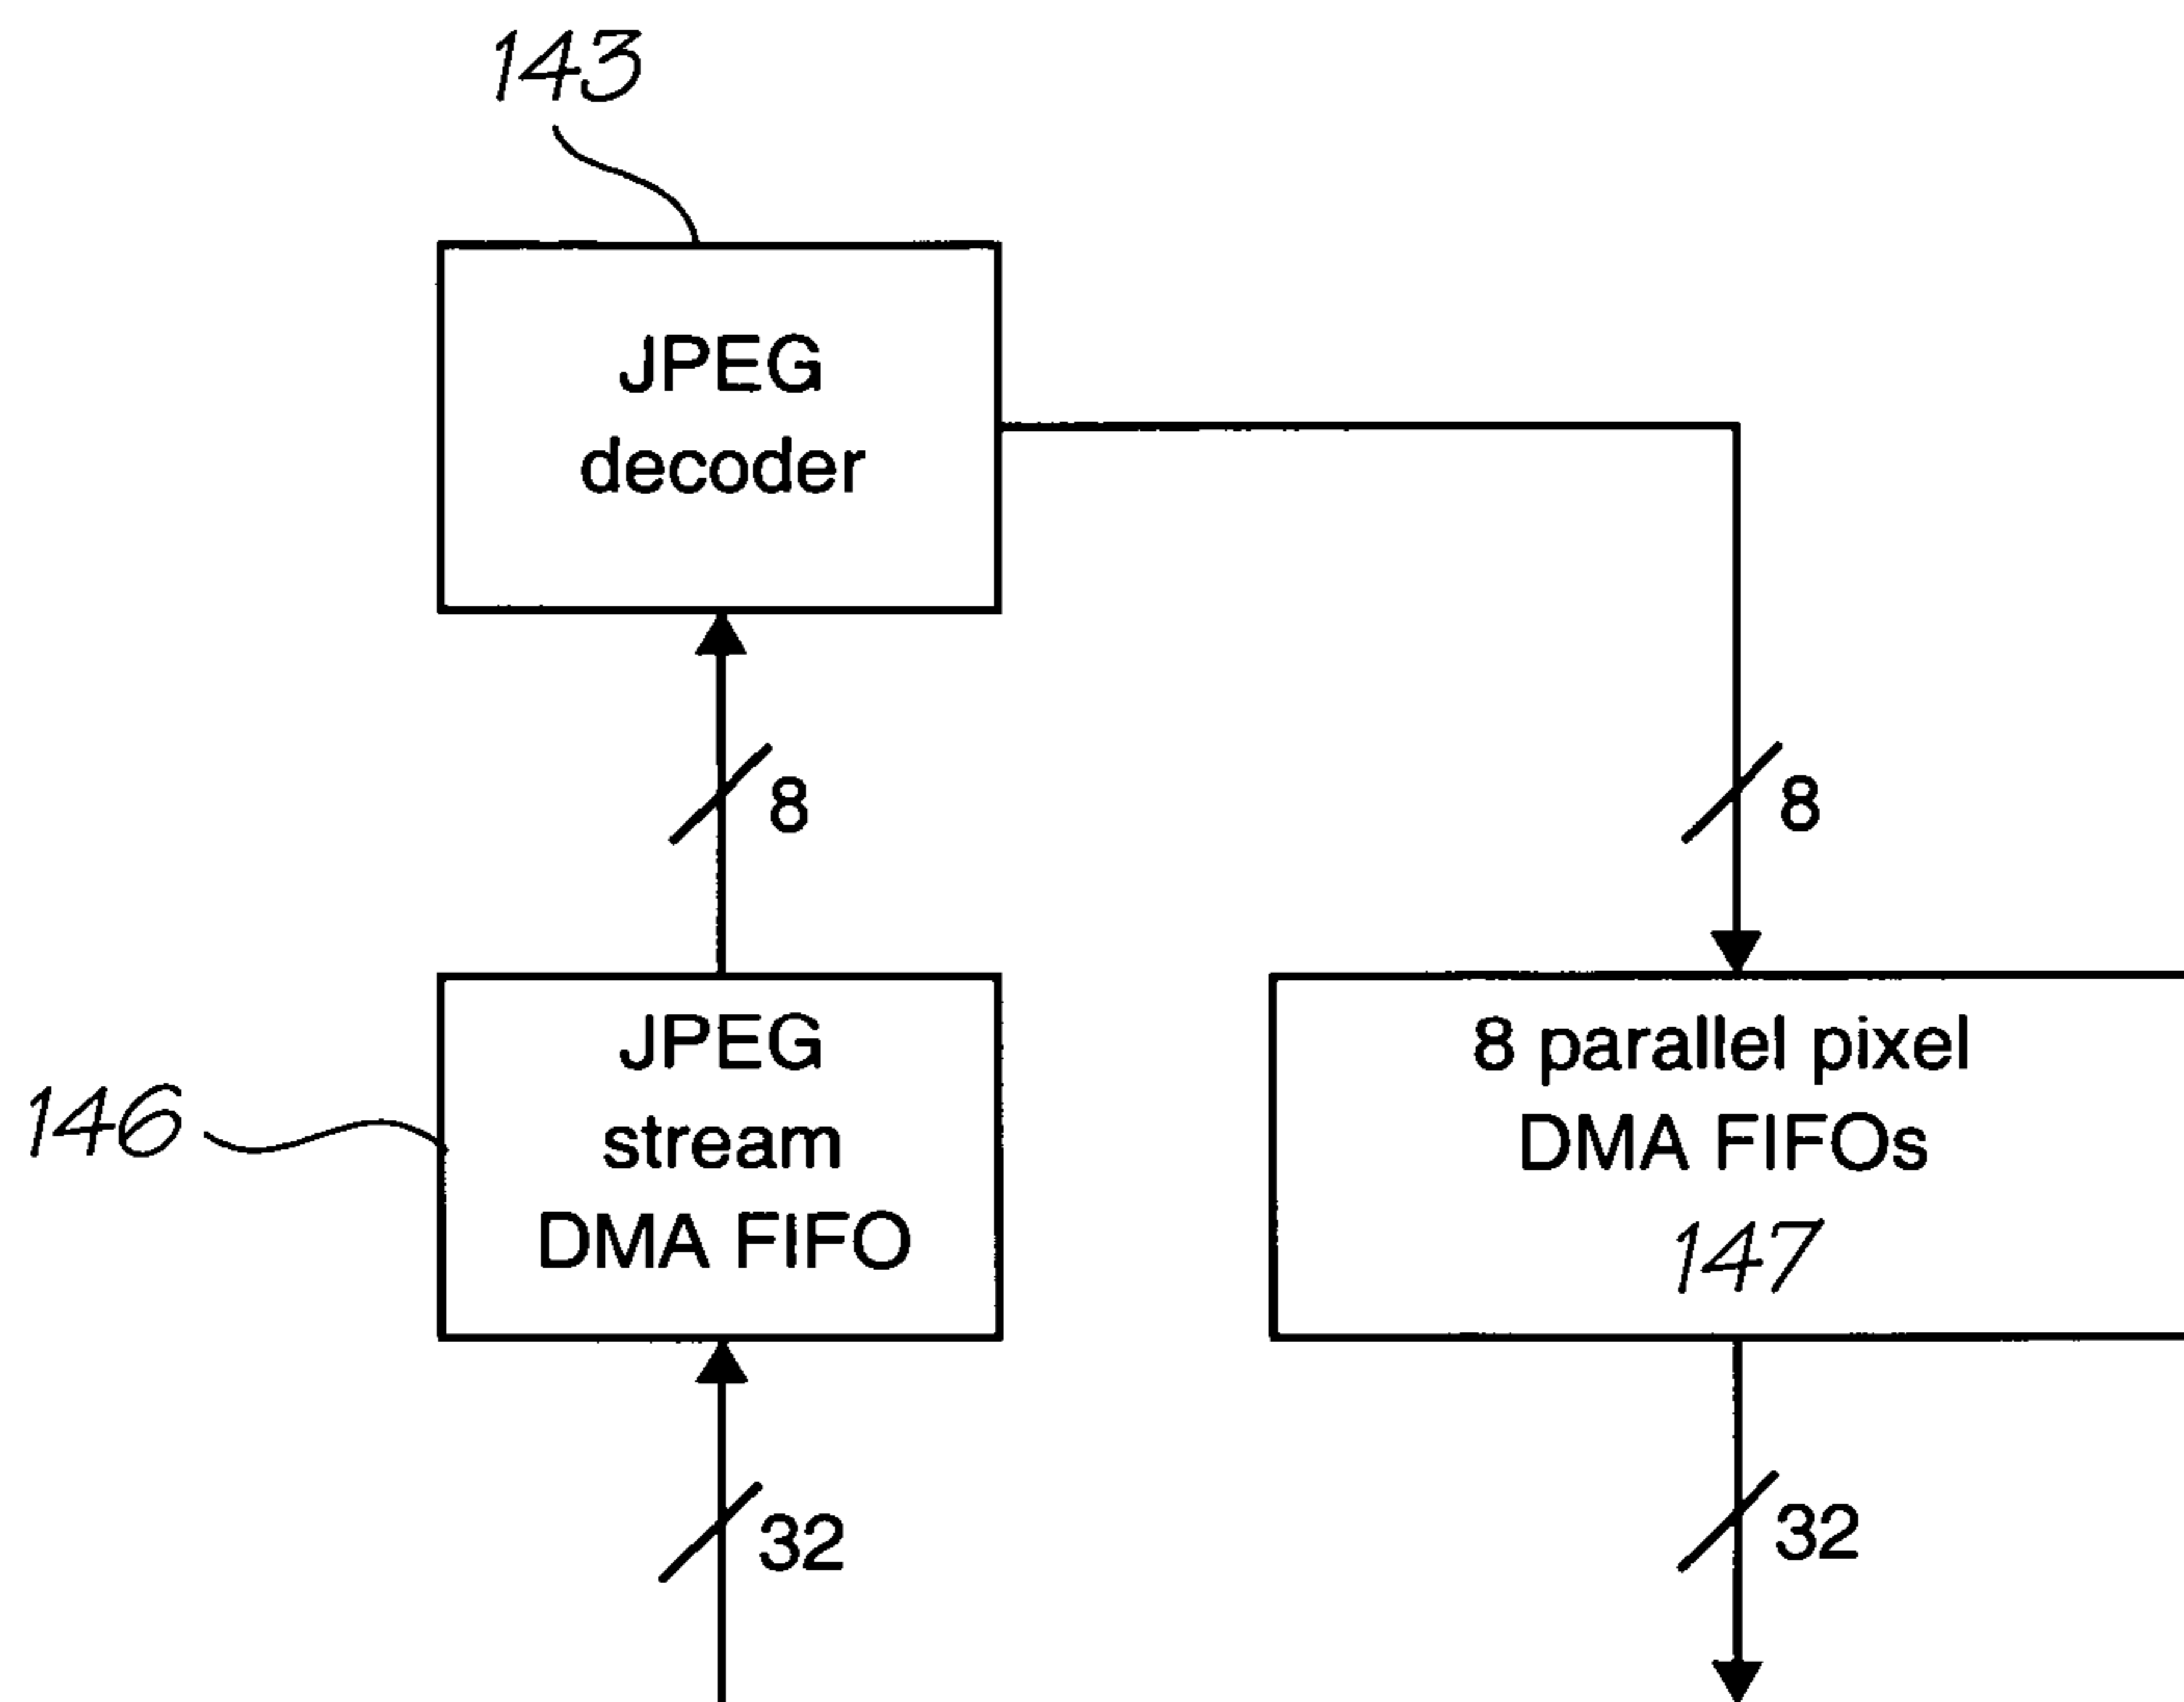 143
JPEG
decoder
8
8
146
JPEG
stream
DMA FIFO
8 parallel pixel
DMA FIFOs
147
32
32